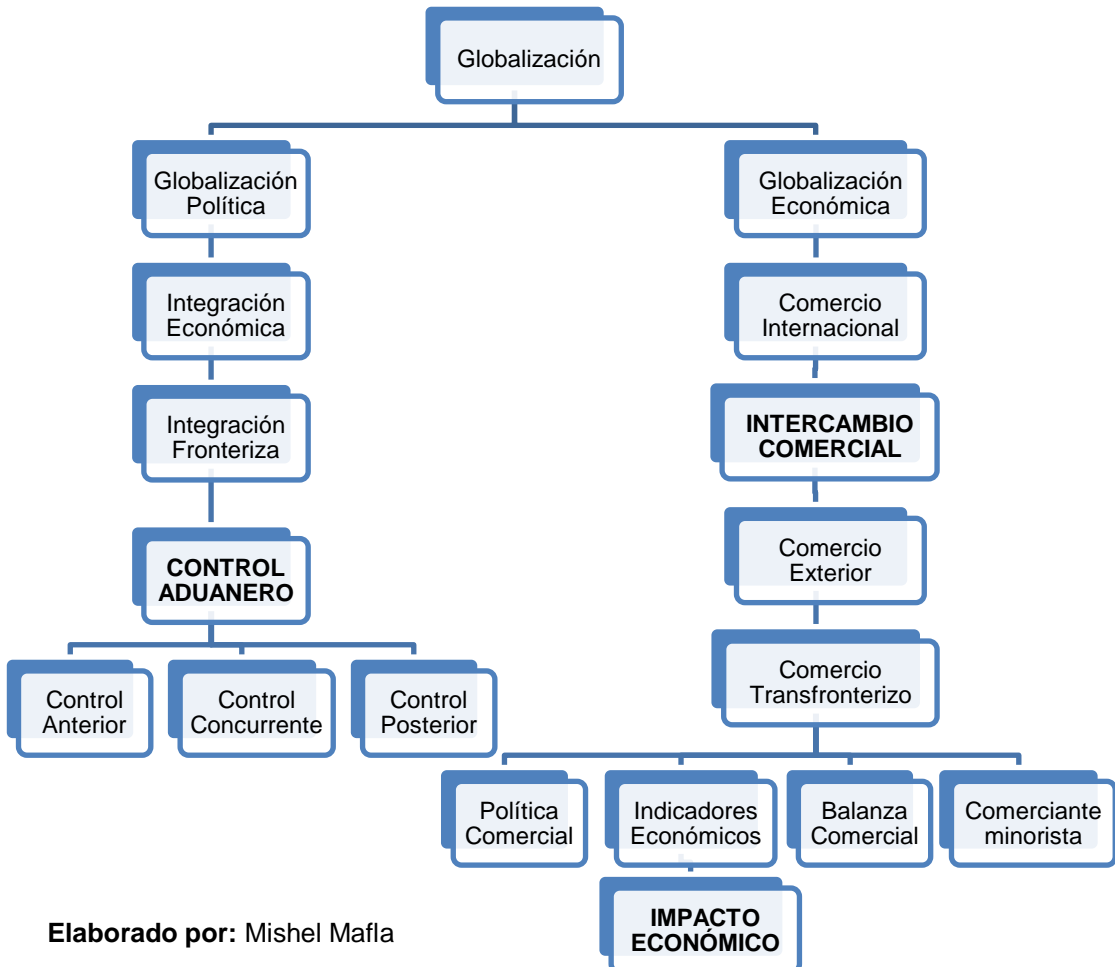 Globalización
Globalización
Política
Globalización
Económica
Integración
Económica
Comercio
Internacional
Integración
Fronteriza
INTERCAMBIO
COMERCIAL
CONTROL
ADUANERO
Comercio
Exterior
Control
Anterior
Control
Concurrente
Control
Posterior
Comercio
Transfronterizo
Política
Comercial
Indicadores
Económicos
Balanza
Comercial
Comerciante
minorista
IMPACTO
ECONÓMICO
Elaborado por: Mishel Mafla